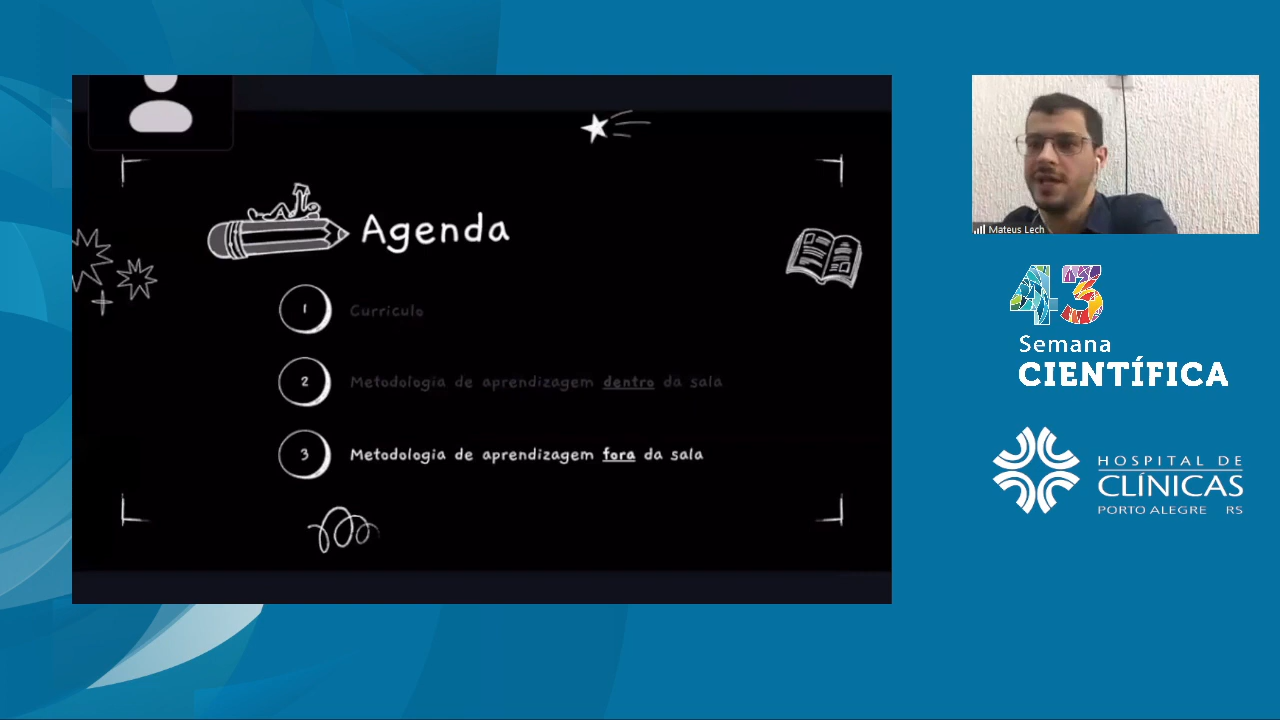 Agenda
1
Currículo
2
Metodologia de aprendizagem dentro da sala
3
Metodologia de aprendizagem fora da sala
Mateus Lech
43
Semana
CIENTÍFICA
HOSPITAL DE
CLÍNICAS
PORTO ALEGRE RS